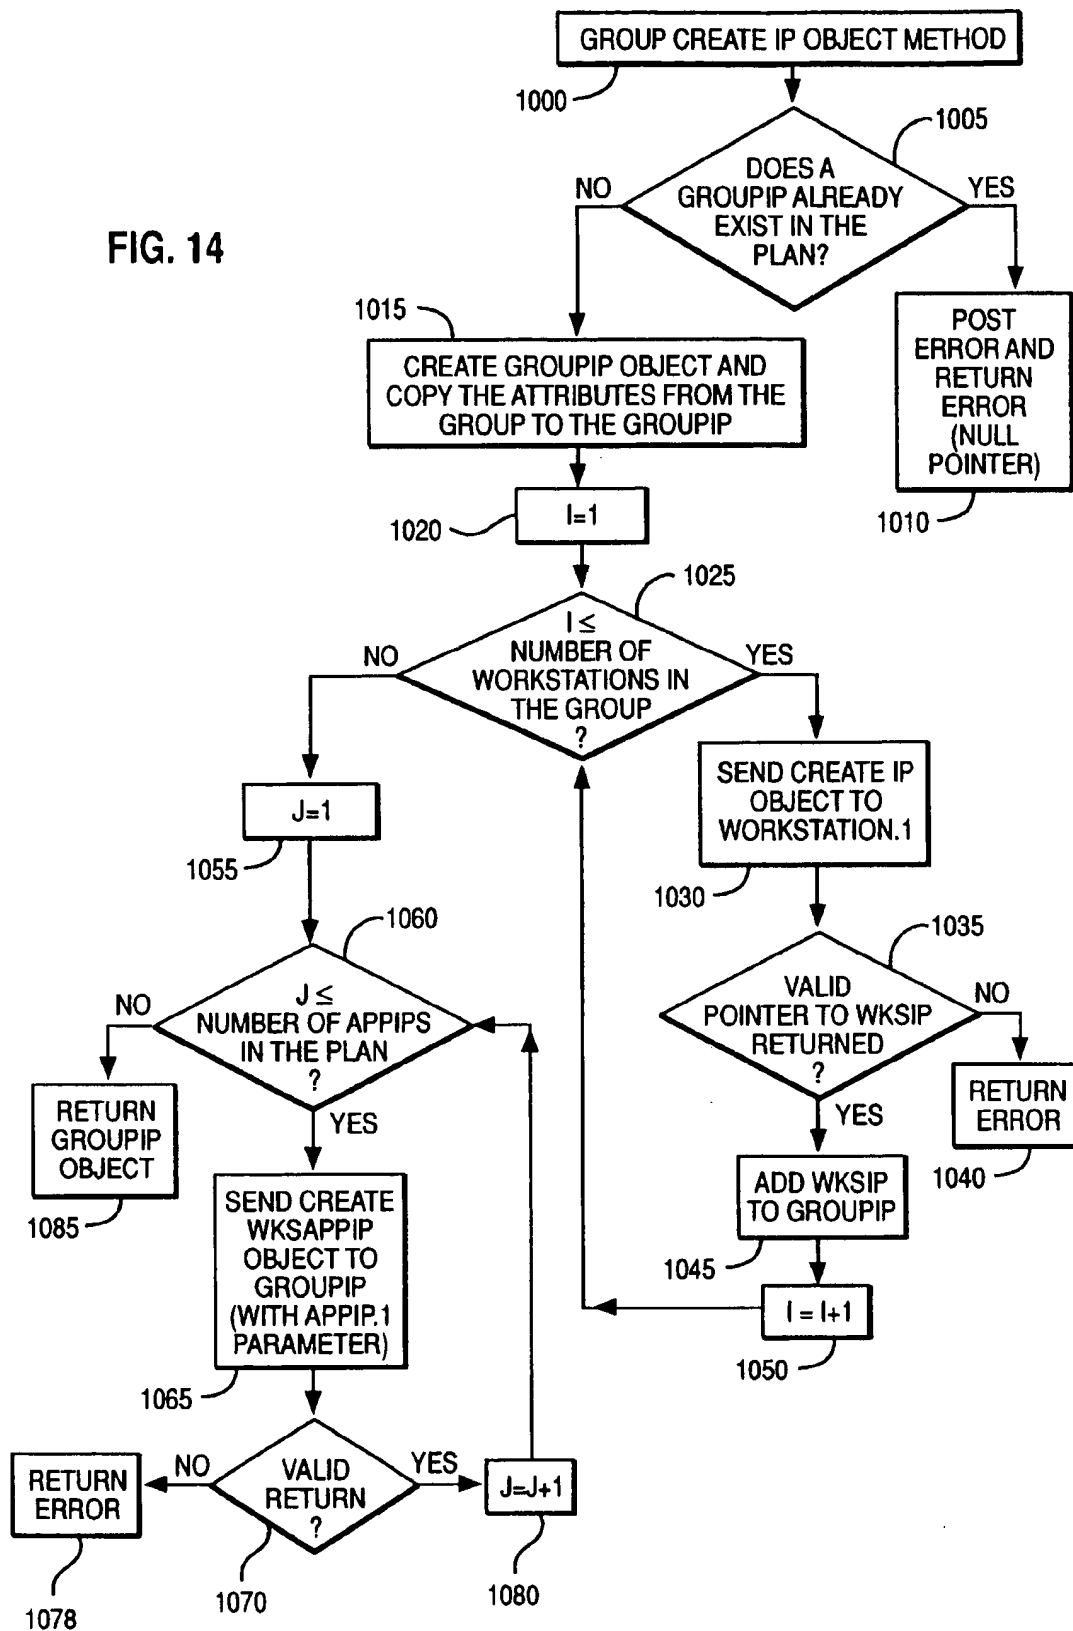 GROUP CREATE IP OBJECT METHOD
1000
1005
DOES A
GROUPIP ALREADY
EXIST IN THE
PLAN?
NO
YES
FIG. 14
1015
CREATE GROUPIP OBJECT AND
COPY THE ATTRIBUTES FROM THE
GROUP TO THE GROUPIP
POST
ERROR AND
RETURN
ERROR
(NULL
POINTER)
1010
I=1
1020
1025
I ≤
NUMBER OF
WORKSTATIONS IN
THE GROUP
?
NO
YES
SEND CREATE IP
OBJECT TO
WORKSTATION.1
1030
J=1
1055
1060
J ≤
NUMBER OF APPIPS
IN THE PLAN
?
NO
YES
1035
VALID
POINTER TO WKSIP
RETURNED
?
NO
YES
RETURN
ERROR
1040
RETURN
GROUPIP
OBJECT
1085
ADD WKSIP
TO GROUPIP
1045
I = I+1
1050
SEND CREATE
WKSAPPIP
OBJECT TO
GROUPIP
(WITH APPIP.1
PARAMETER)
1065
VALID
RETURN
?
NO
YES
1070
RETURN
ERROR
1078
J=J+1
1080